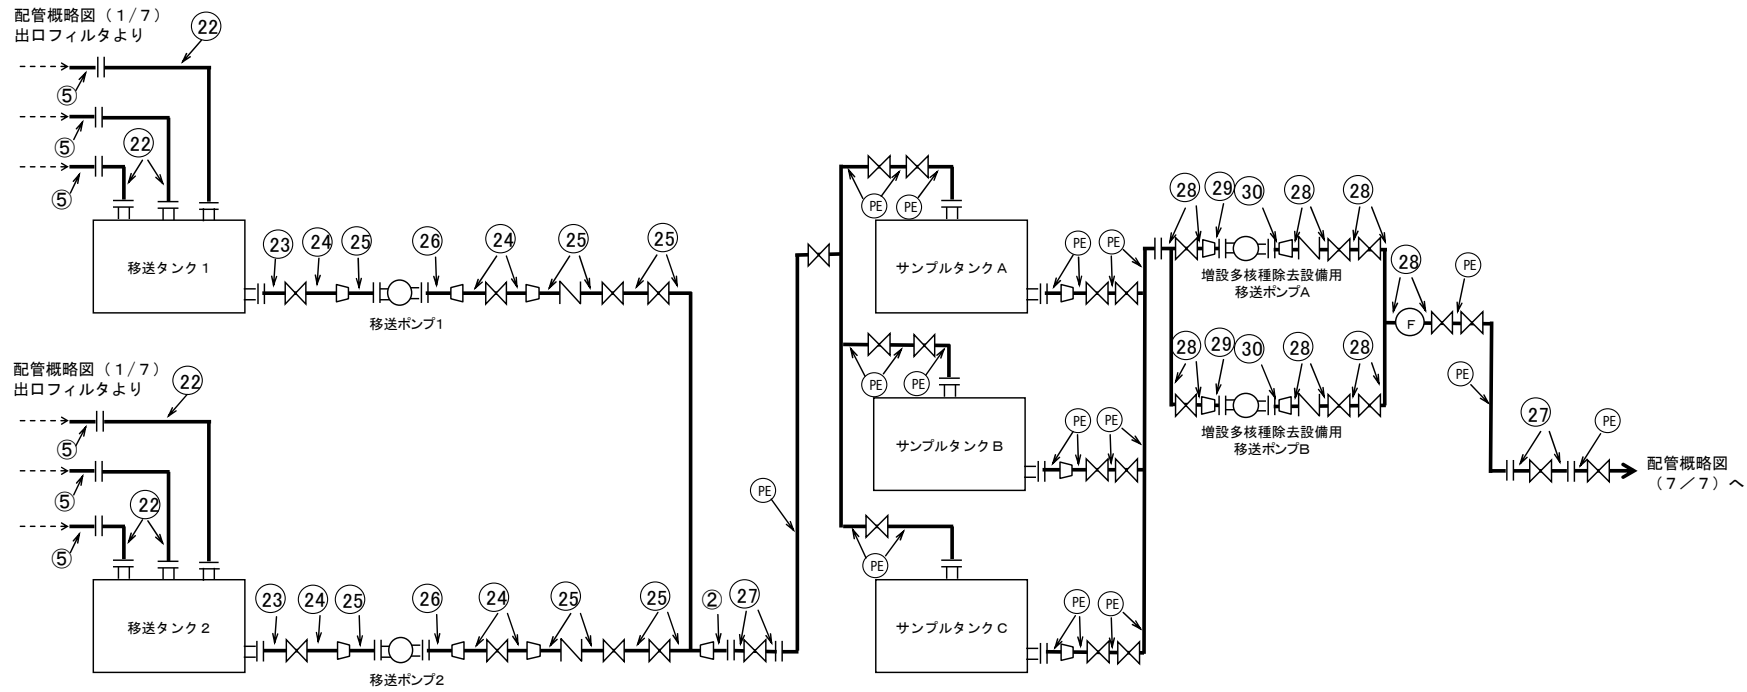 配管概略図（1/7）
出口フィルタより
22
⑤
⑤
22
⑤
移送タンク1
23
24
25
26
24
25
25
移送ポンプ1
配管概略図（1/7）
出口フィルタより
22
⑤
⑤
22
⑤
移送タンク2
23
24
25
26
24
25
25
②
27
移送ポンプ2
PE
PE
PE
サンプルタンクA
PE
PE
PE
PE
サンプルタンクB
PE
PE
PE
サンプルタンクC
PE
PE
28
29
30
28
28
増設多核種除去設備用
移送ポンプA
28
29
30
28
28
増設多核種除去設備用
移送ポンプB
28
F
PE
PE
27
PE
配管概略図
（7／7）へ